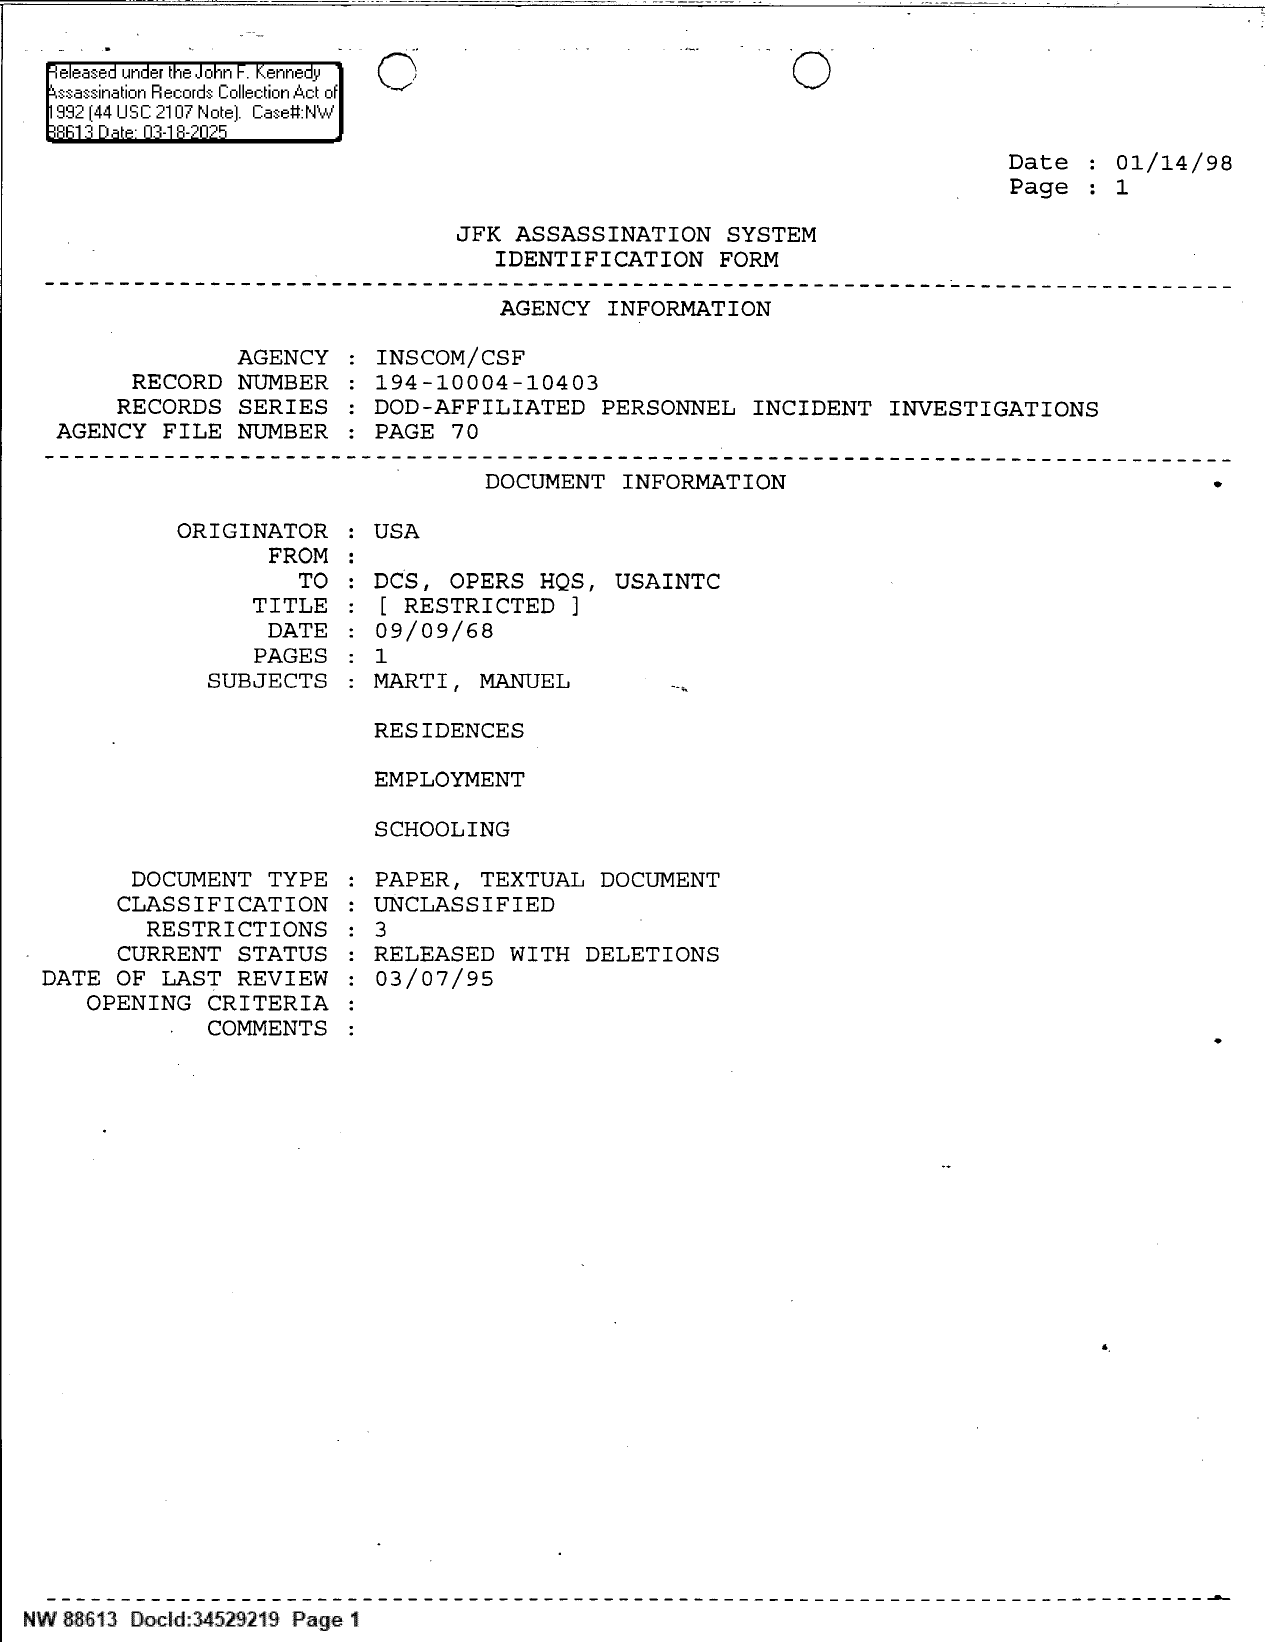 Released under the John F. Kennedy
Assassination Records Collection Act of
1992 (44 USC 2107 Note). Case#:NW
88613 Date: 03-18-2025
Date : 01/14/98
Page : 1
JFK ASSASSINATION SYSTEM
IDENTIFICATION FORM
AGENCY INFORMATION
AGENCY : INSCOM/CSF
RECORD NUMBER : 194-10004-10403
RECORDS SERIES : DOD-AFFILIATED PERSONNEL INCIDENT INVESTIGATIONS
AGENCY FILE NUMBER : PAGE 70
DOCUMENT INFORMATION
ORIGINATOR : USA
FROM :
TO : DCS, OPERS HQS, USAINTC
TITLE : [ RESTRICTED ]
DATE : 09/09/68
PAGES : 1
SUBJECTS : MARTI, MANUEL
RESIDENCES
EMPLOYMENT
SCHOOLING
DOCUMENT TYPE : PAPER, TEXTUAL DOCUMENT
CLASSIFICATION : UNCLASSIFIED
RESTRICTIONS : 3
CURRENT STATUS : RELEASED WITH DELETIONS
DATE OF LAST REVIEW : 03/07/95
OPENING CRITERIA :
COMMENTS :
NW 88613 DocId:34529219 Page 1